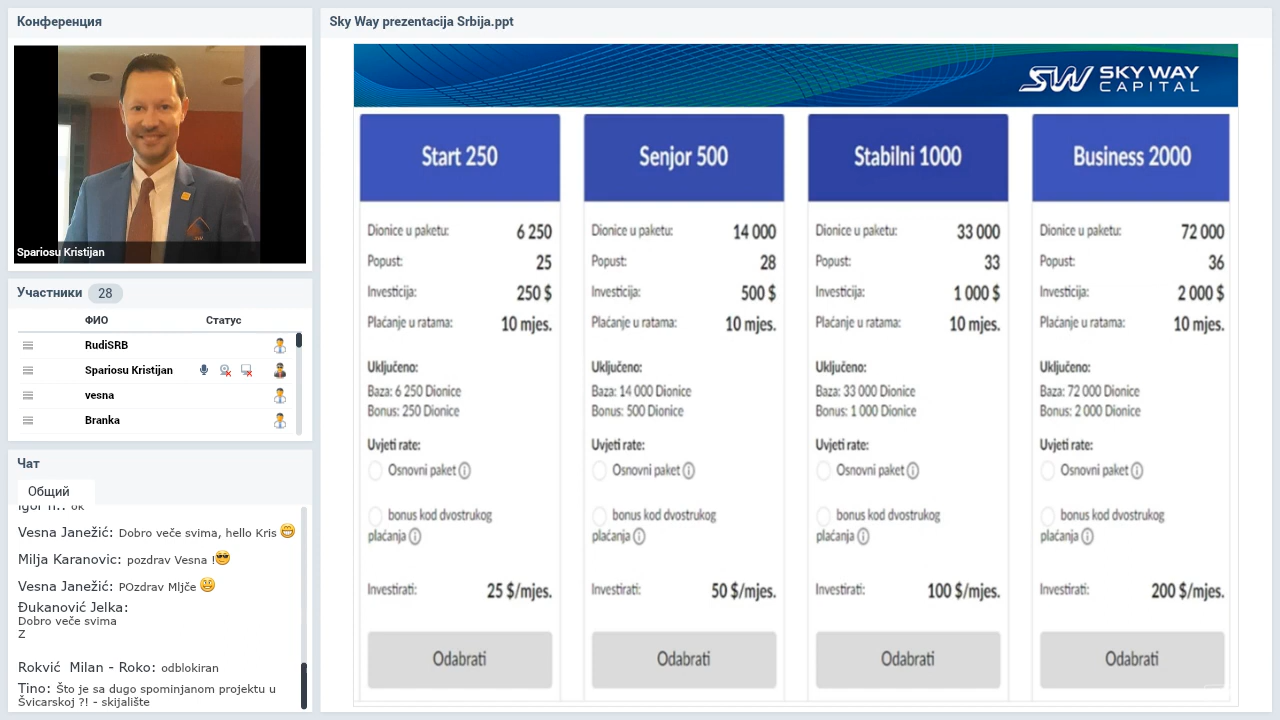 Конференция
Spariosu Kristijan
Участники 28
ФИО Статус
RudiSRB
Spariosu Kristijan
vesna
Branka
Чат
Общий
ok
Vesna Janežić: Dobro veče svima, hello Kris
Milja Karanovic: pozdrav Vesna !
Vesna Janežić: POzdrav Mljče
Đukanović Jelka:
Dobro veče svima
Z
Rokvić Milan - Roko: odblokiran
Tino: Što je sa dugo spominjanom projektu u
Švicarskoj ?! - skijalište
Sky Way prezentacija Srbija.ppt
SW SKY WAY
CAPITAL
Start 250
Dionice u paketu: 6 250
Popust: 25
Investicija: 250 $
Plaćanje u ratama: 10 mjes.
Uključeno:
Baza: 6 250 Dionice
Bonus: 250 Dionice
Uvjeti rate:
Osnovni paket
bonus kod dvostrukog
plaćanja
Investirati: 25 $/mjes.
Odabrati
Senjor 500
Dionice u paketu: 14 000
Popust: 28
Investicija: 500 $
Plaćanje u ratama: 10 mjes.
Uključeno:
Baza: 14 000 Dionice
Bonus: 500 Dionice
Uvjeti rate:
Osnovni paket
bonus kod dvostrukog
plaćanja
Investirati: 50 $/mjes.
Odabrati
Stabilni 1000
Dionice u paketu: 33 000
Popust: 33
Investicija: 1 000 $
Plaćanje u ratama: 10 mjes.
Uključeno:
Baza: 33 000 Dionice
Bonus: 1 000 Dionice
Uvjeti rate:
Osnovni paket
bonus kod dvostrukog
plaćanja
Investirati: 100 $/mjes.
Odabrati
Business 2000
Dionice u paketu: 72 000
Popust: 36
Investicija: 2 000 $
Plaćanje u ratama: 10 mjes.
Uključeno:
Baza: 72 000 Dionice
Bonus: 2 000 Dionice
Uvjeti rate:
Osnovni paket
bonus kod dvostrukog
plaćanja
Investirati: 200 $/mjes.
Odabrati